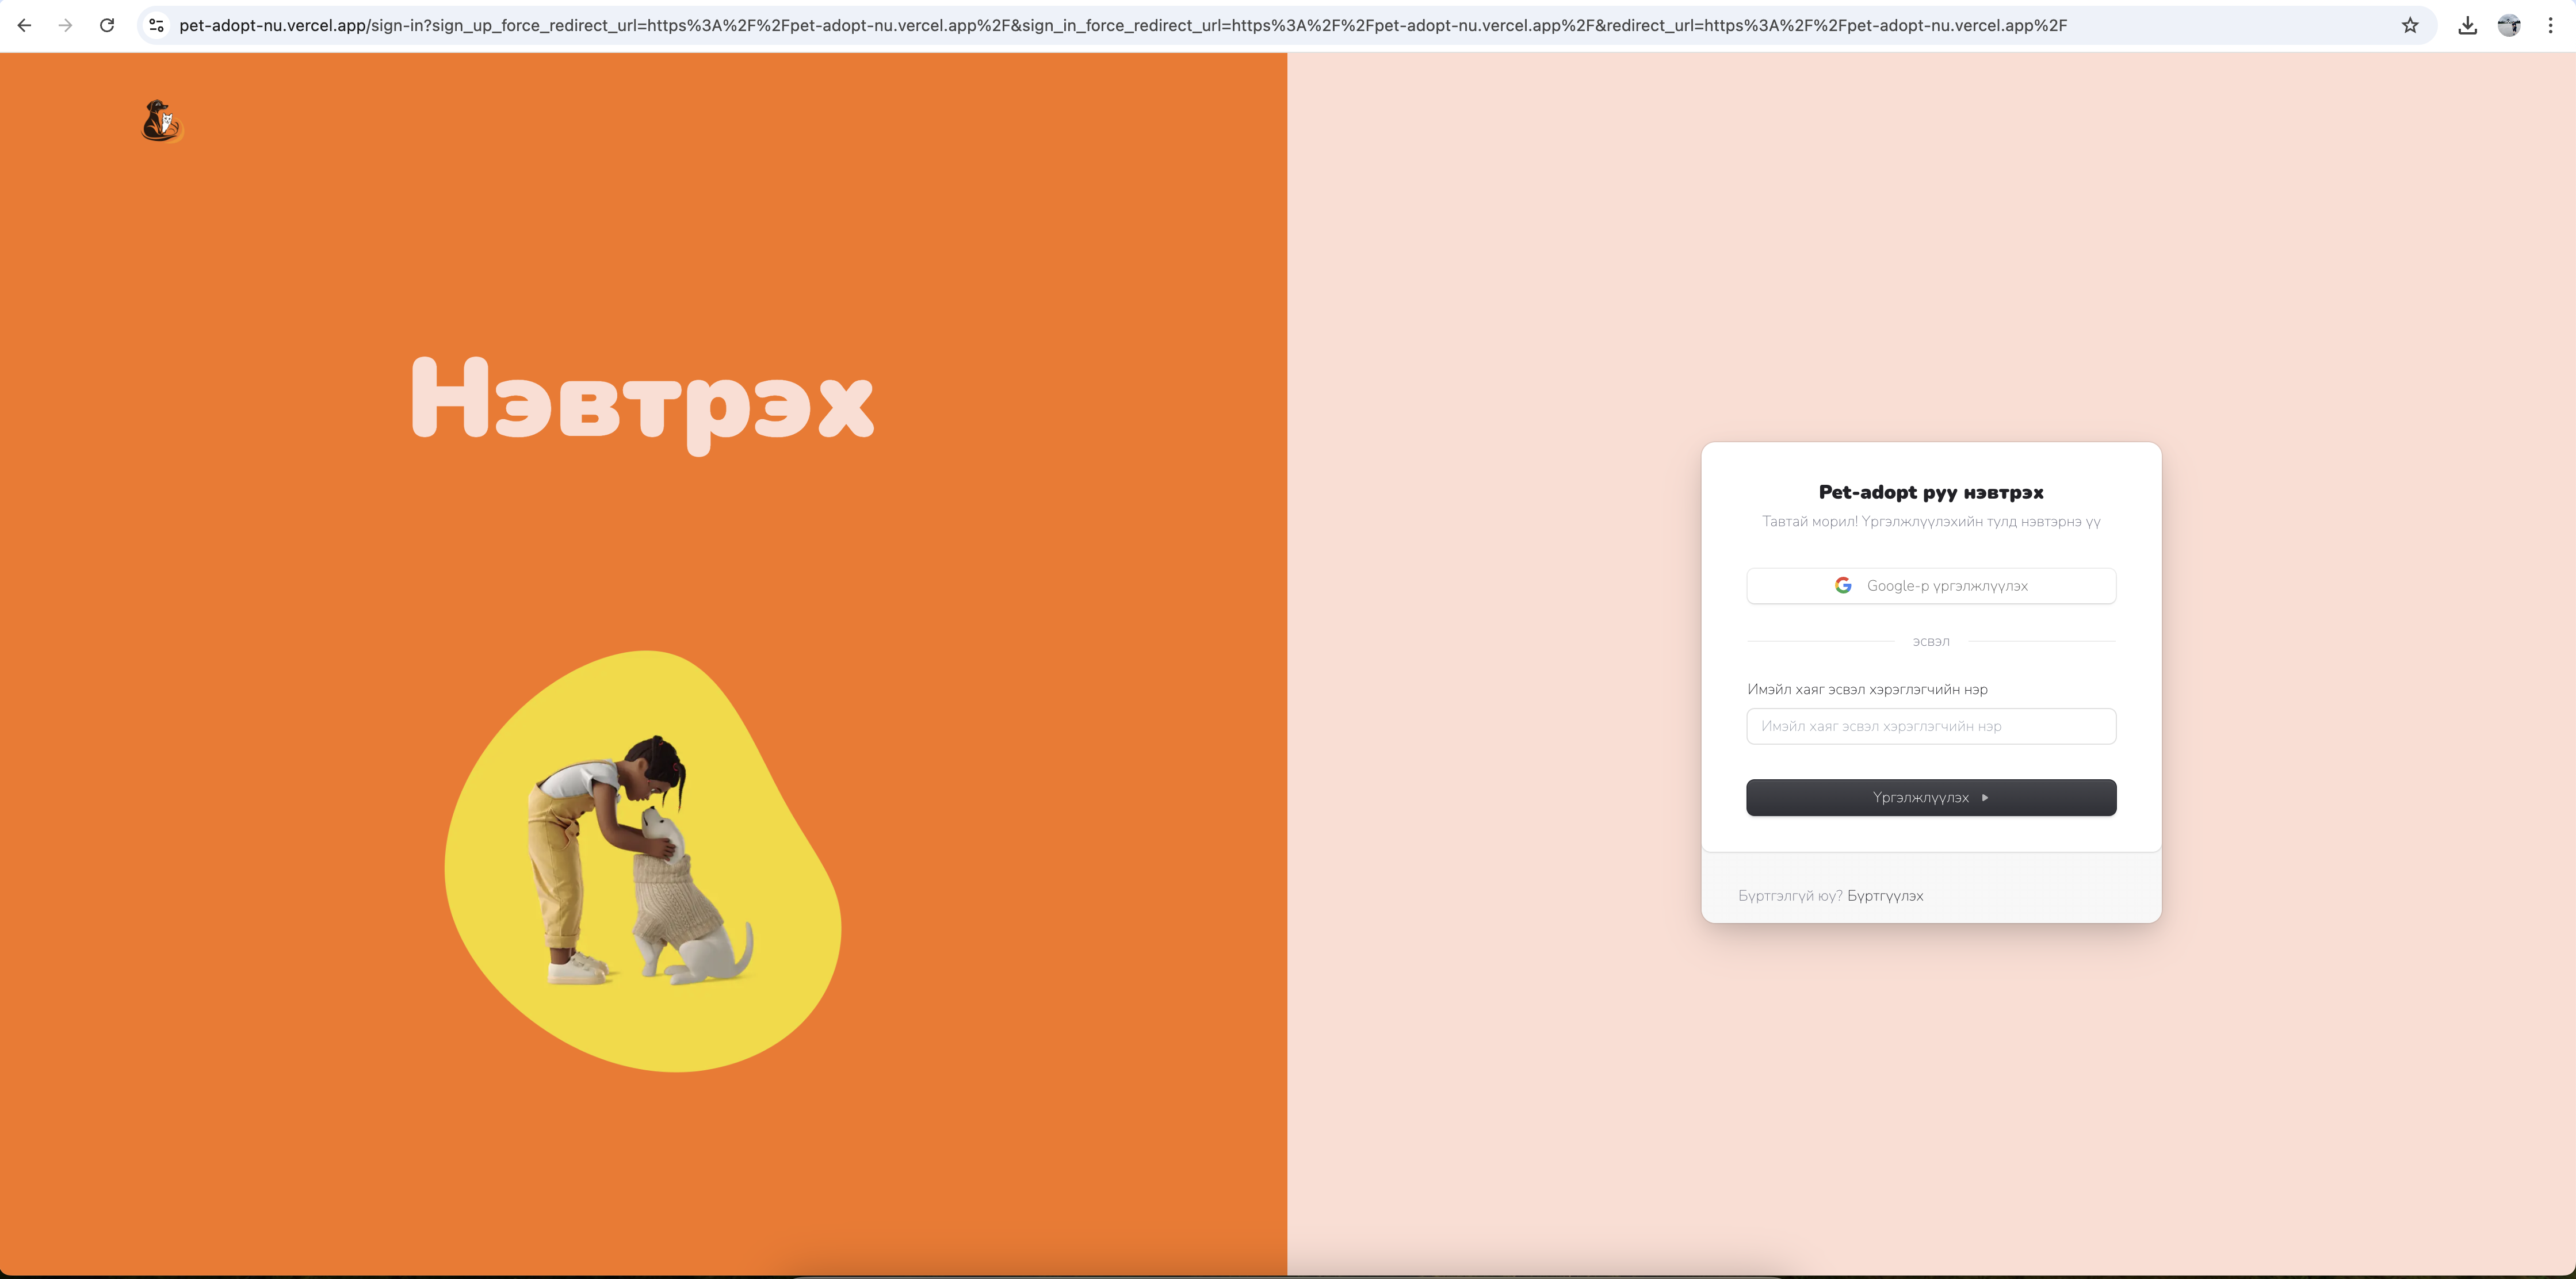 pet-adopt-nu.vercel.app/sign-in?sign_up_force_redirect_url=https%3A%2F%2Fpet-adopt-nu.vercel.app%2F&sign_in_force_redirect_url=https%3A%2F%2Fpet-adopt-nu.vercel.app%2F&redirect_url=https%3A%2F%2Fpet-adopt-nu.vercel.app%2F
Нэвтрэх
Pet-adopt руу нэвтрэх
Тавтай морил! Үргэлжлүүлэхийн тулд нэвтэрнэ үү
Google-р үргэлжлүүлэх
эсвэл
Имэйл хаяг эсвэл хэрэглэгчийн нэр
Имэйл хаяг эсвэл хэрэглэгчийн нэр
Үргэлжлүүлэх
Бүртгэлгүй юу? Бүртгүүлэх